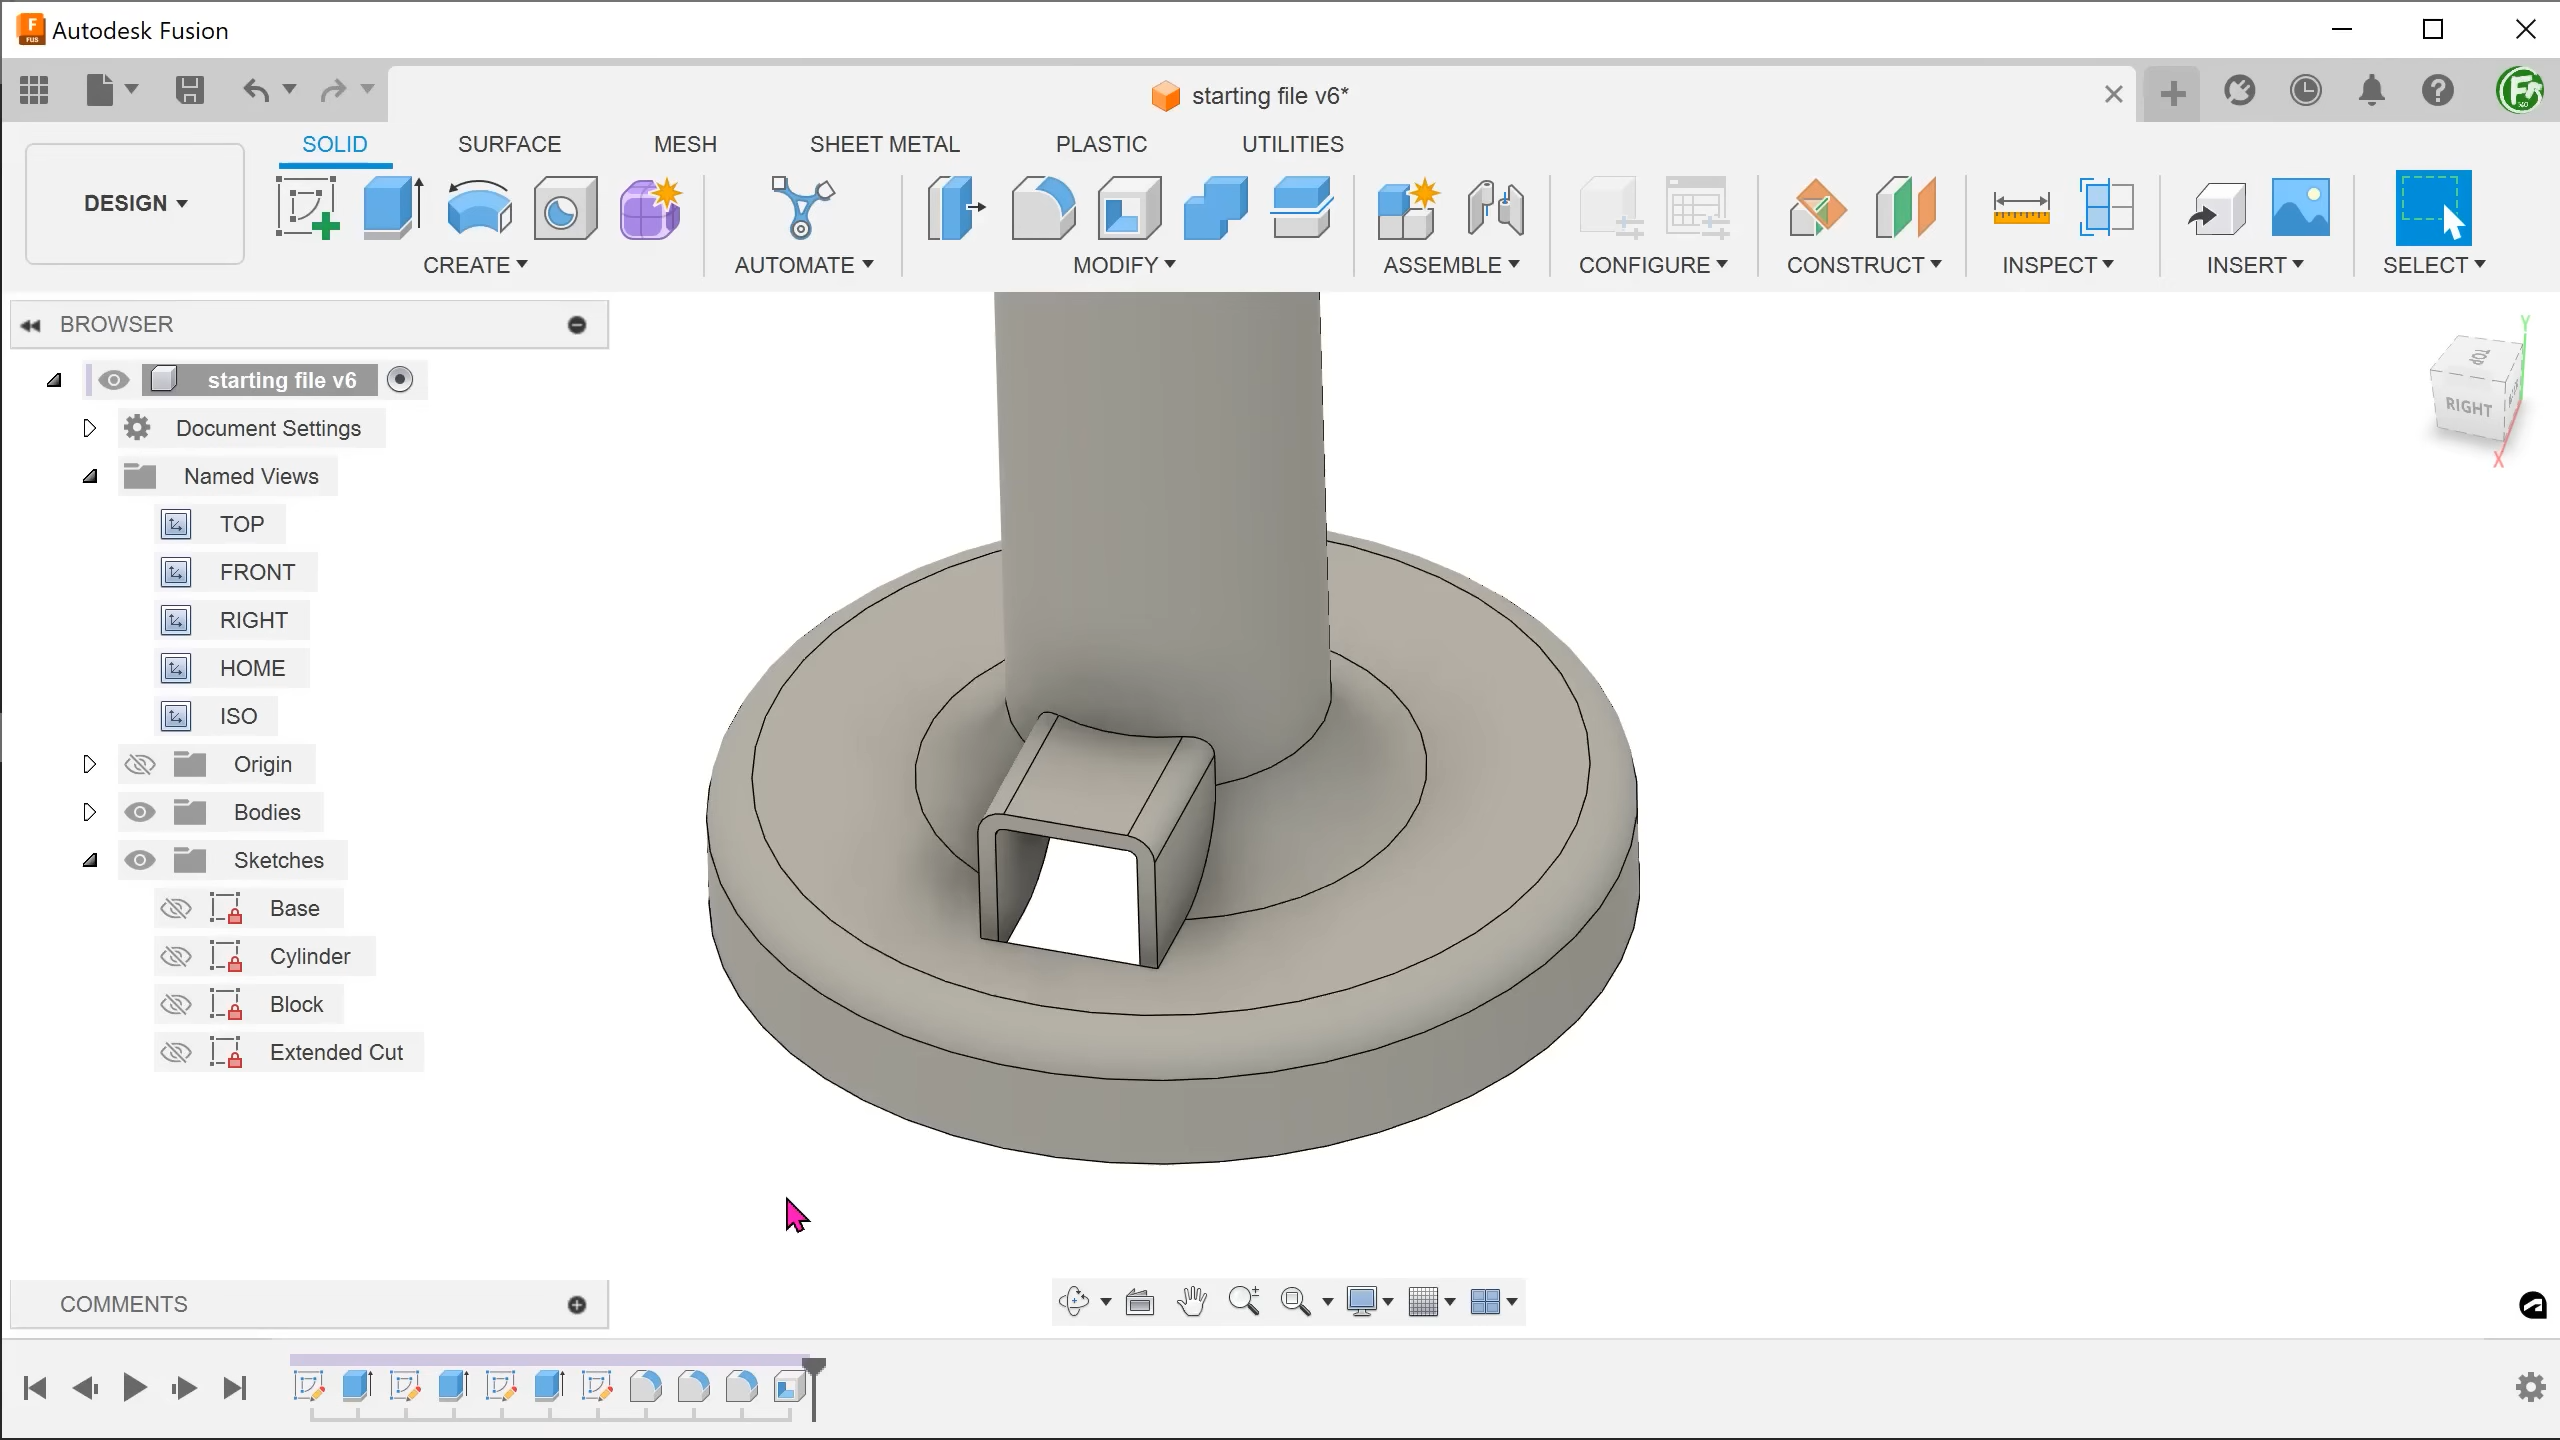 Autodesk Fusion
starting file v6*
SOLID
SURFACE
MESH
SHEET METAL
PLASTIC
UTILITIES
DESIGN
CREATE
AUTOMATE
MODIFY
ASSEMBLE
CONFIGURE
CONSTRUCT
INSPECT
INSERT
SELECT
BROWSER
starting file v6
Document Settings
Named Views
TOP
FRONT
RIGHT
HOME
ISO
Origin
Bodies
Sketches
Base
Cylinder
Block
Extended Cut
Y
TOP
RIGHT
X
COMMENTS